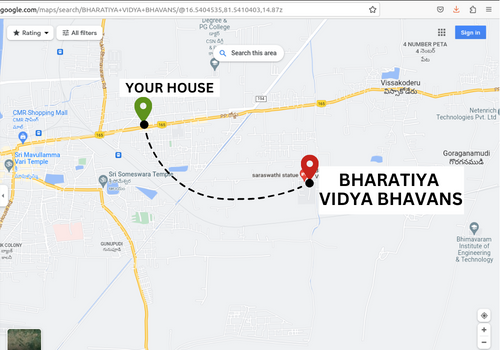 google.com/maps/search/BHARATIYA+VIDYA+BHAVANS/@16.5404535,81.5410403,14.87z
Degree &
PG College
Rating
All filters
Search this area
Sign in
4 NUMBER PETA
4 నెంబర్
పేట
YOUR HOUSE
Vissakoderu
విస్సాకోడేరు
165
CMR Shopping Mall
Netenrich
Technologies Pvt. Ltd
Sri Mavullamma
Vari Temple
Sri Someswara Temple
saraswathi statue
Goraganamudi
గొరగనముడి
BHARATIYA
VIDYA BHAVANS
GUNUPUDI
Bhimavaram
Institute of
Engineering
& Technology
K COLONY